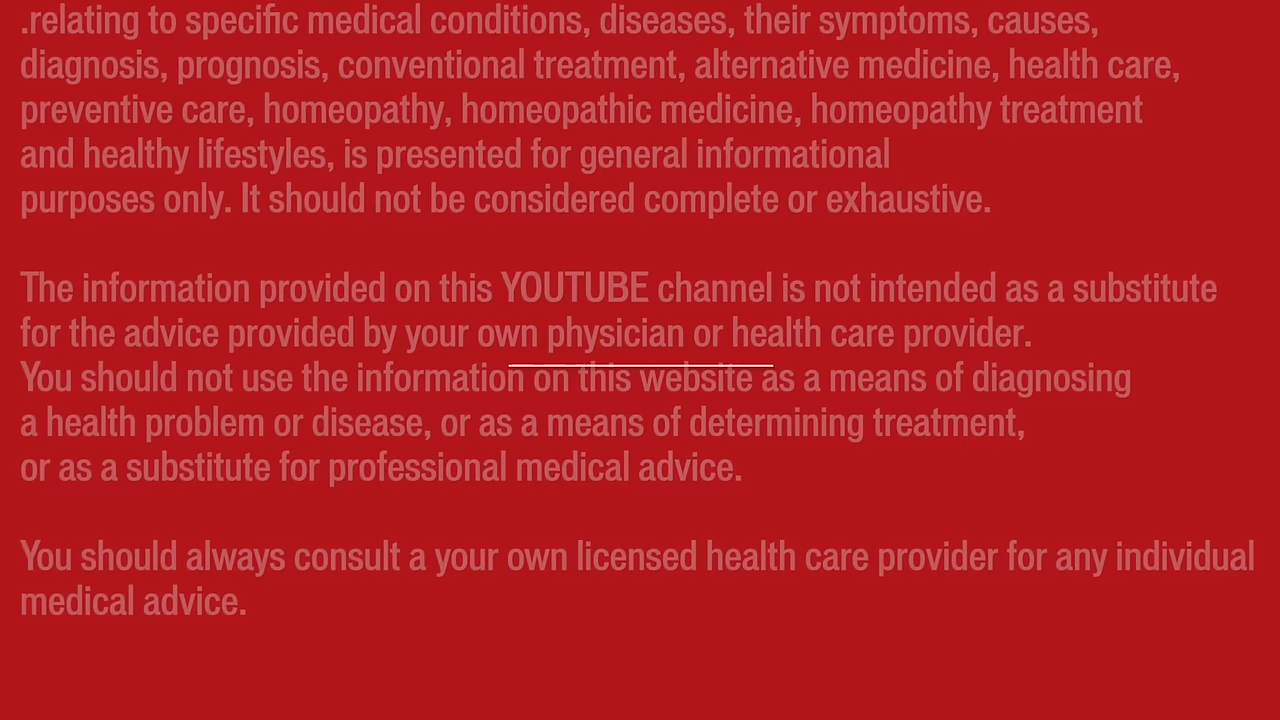 .relating to specific medical conditions, diseases, their symptoms, causes,
diagnosis, prognosis, conventional treatment, alternative medicine, health care,
preventive care, homeopathy, homeopathic medicine, homeopathy treatment
and healthy lifestyles, is presented for general informational
purposes only. It should not be considered complete or exhaustive.
The information provided on this YOUTUBE channel is not intended as a substitute
for the advice provided by your own physician or health care provider.
You should not use the information on this website as a means of diagnosing
a health problem or disease, or as a means of determining treatment,
or as a substitute for professional medical advice.
You should always consult a your own licensed health care provider for any individual
medical advice.